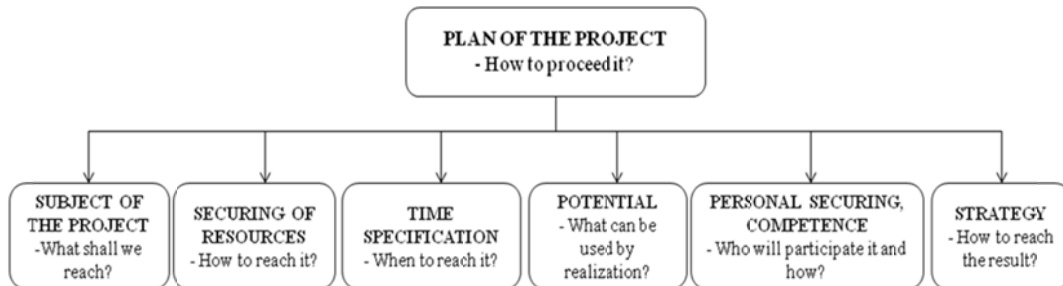 PLAN OF THE PROJECT
- How to proceed it?
SUBJECT OF
THE PROJECT
-What shall we
reach?
SECURING OF
RESOURCES
- How to reach it?
TIME
SPECIFICATION
- When to reach it?
POTENTIAL
- What can be
used by
realization?
PERSONAL SECURING,
COMPETENCE
- Who will participate it and
how?
STRATEGY
- How to reach
the result?